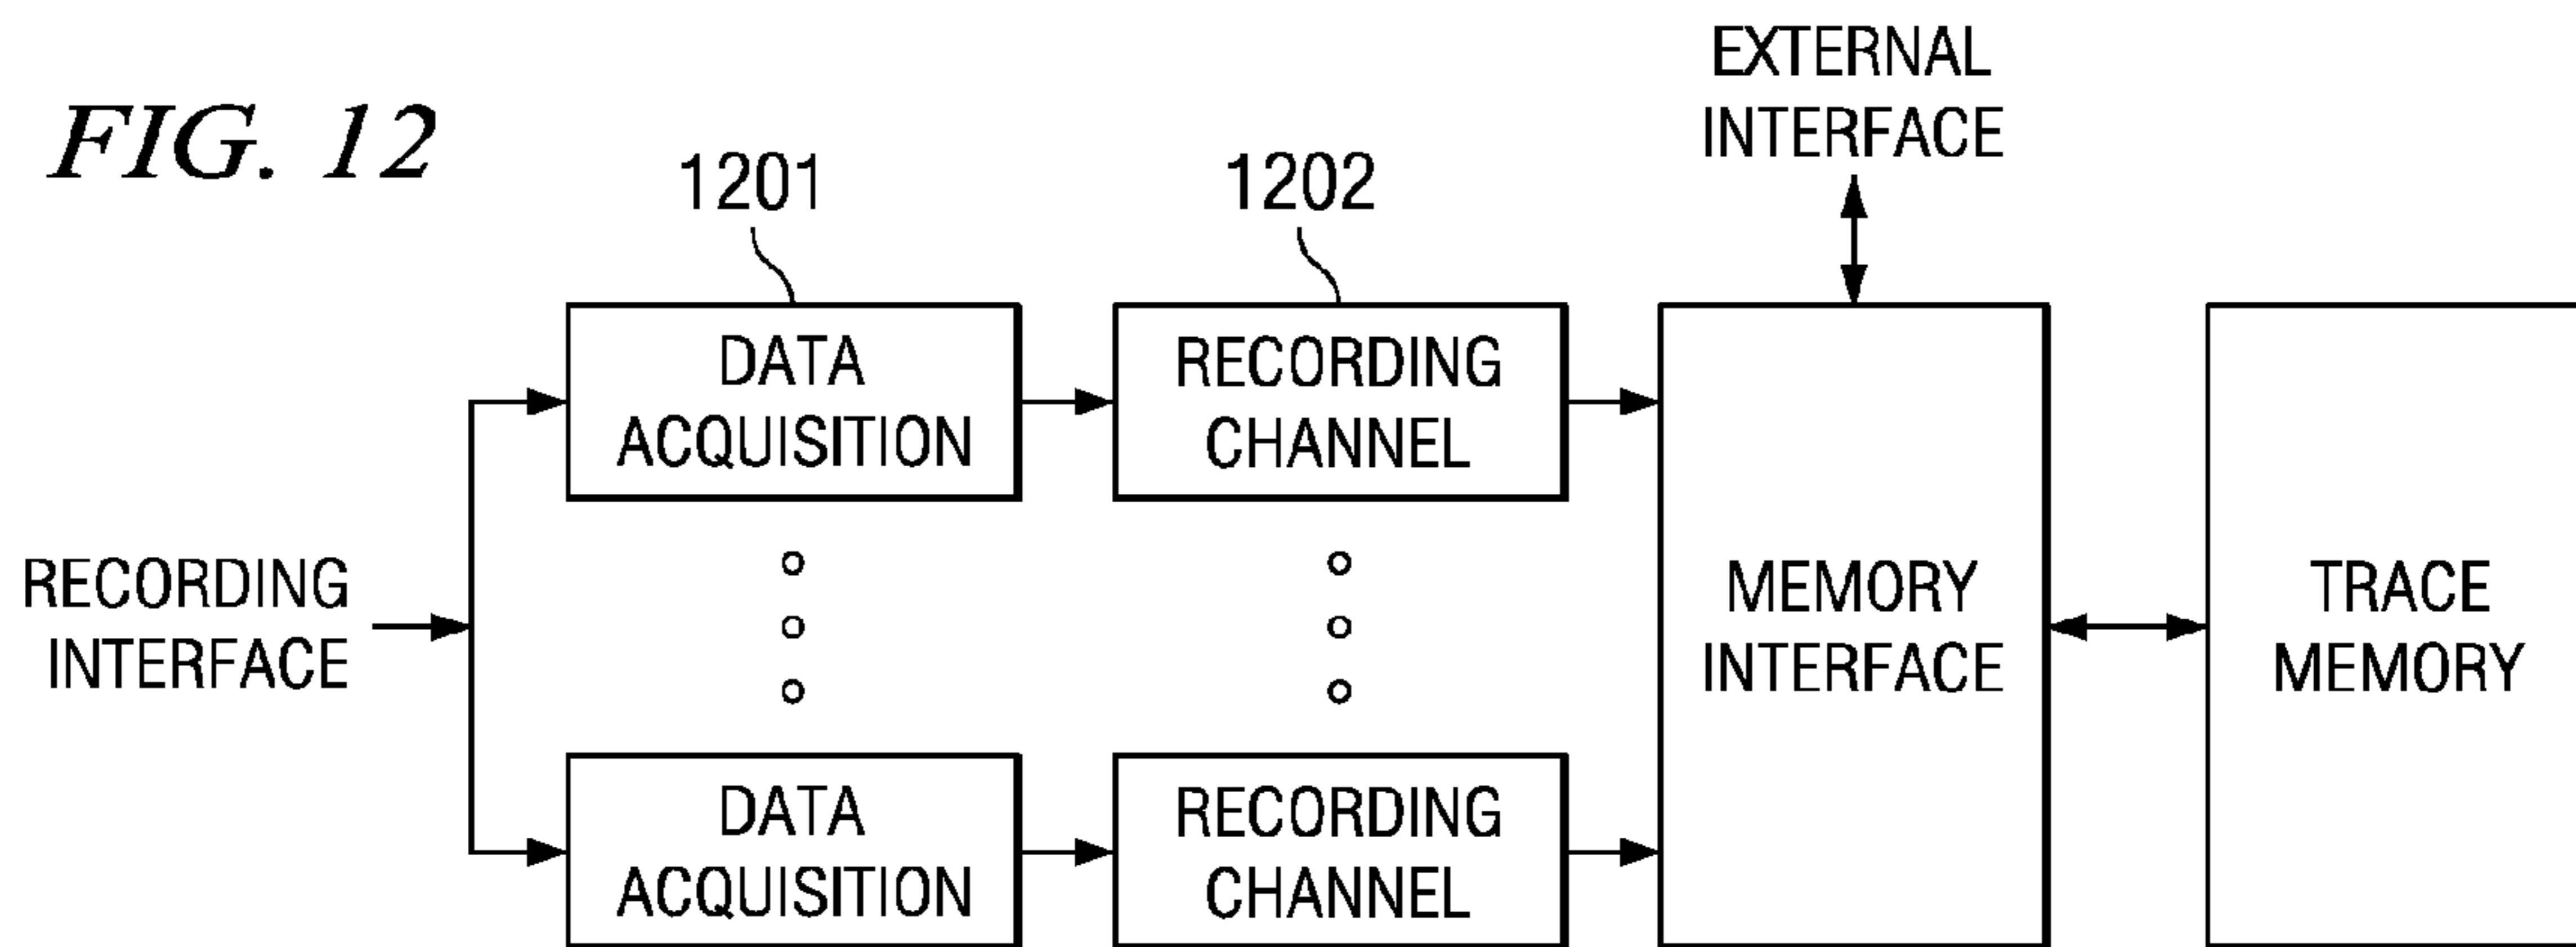 FIG. 12
EXTERNAL
INTERFACE
1201
1202
DATA
ACQUISITION
RECORDING
CHANNEL
RECORDING
INTERFACE
MEMORY
INTERFACE
TRACE
MEMORY
DATA
ACQUISITION
RECORDING
CHANNEL